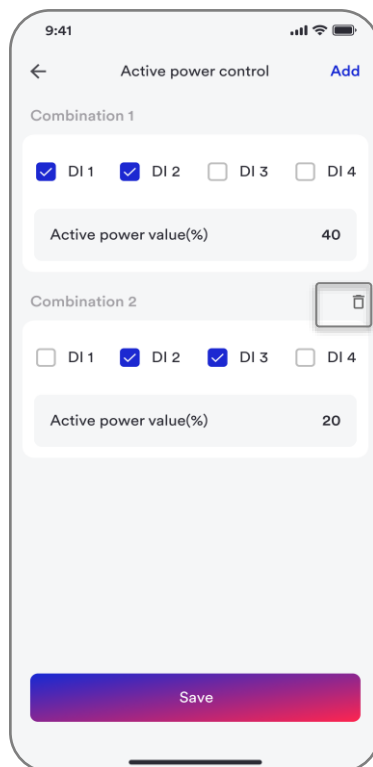 9:41
Active power control Add
Combination 1
DI 1 DI 2 DI 3 DI 4
Active power value(%) 40
Combination 2
DI 1 DI 2 DI 3 DI 4
Active power value(%) 20
Save